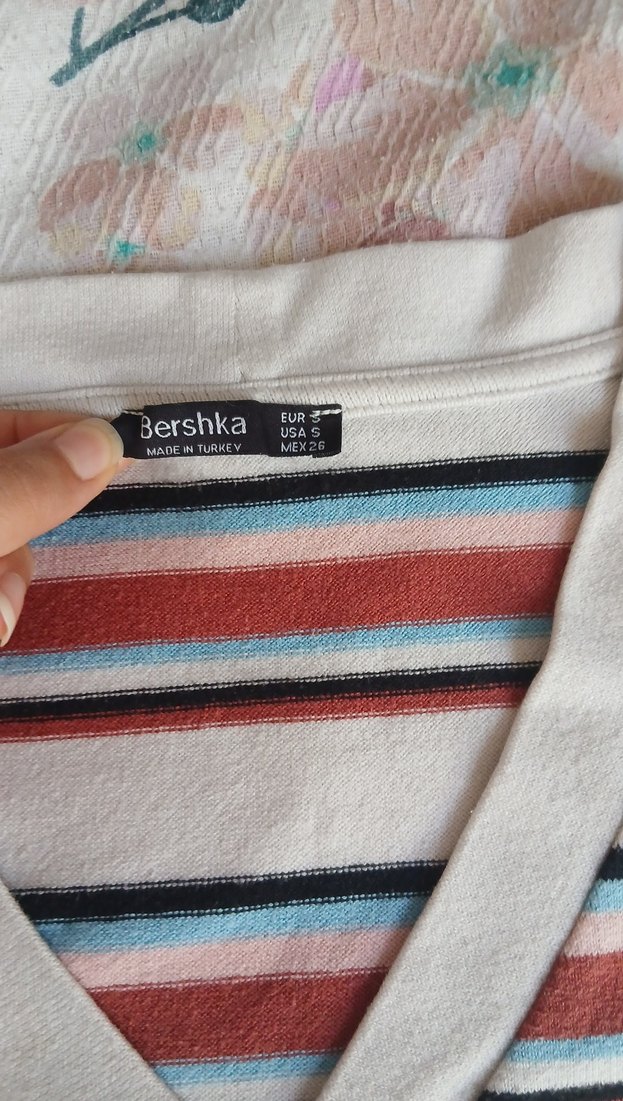 Bershka
MADE IN TURKEY
EUR S
USA S
MEX 26